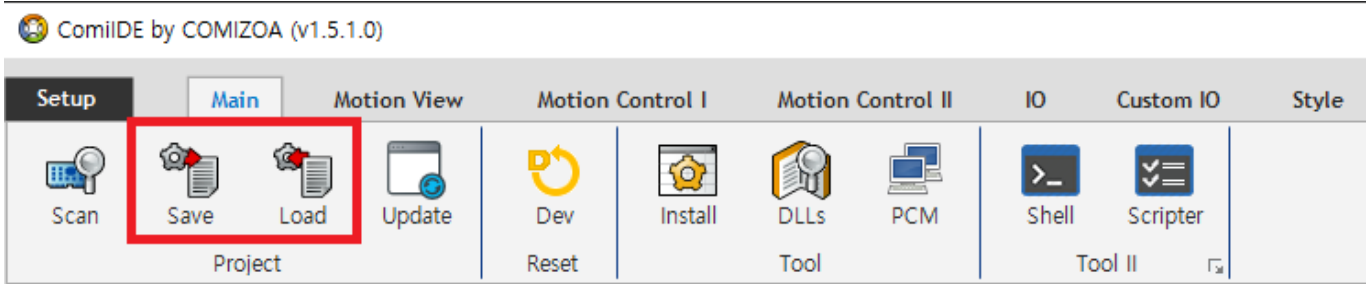 ComiIDE by COMIZOA (v1.5.1.0)
Setup Main Motion View Motion Control I Motion Control II IO Custom IO Style
Scan Save Load Update Dev Install DLLs PCM Shell Scripter
Project Reset Tool Tool II